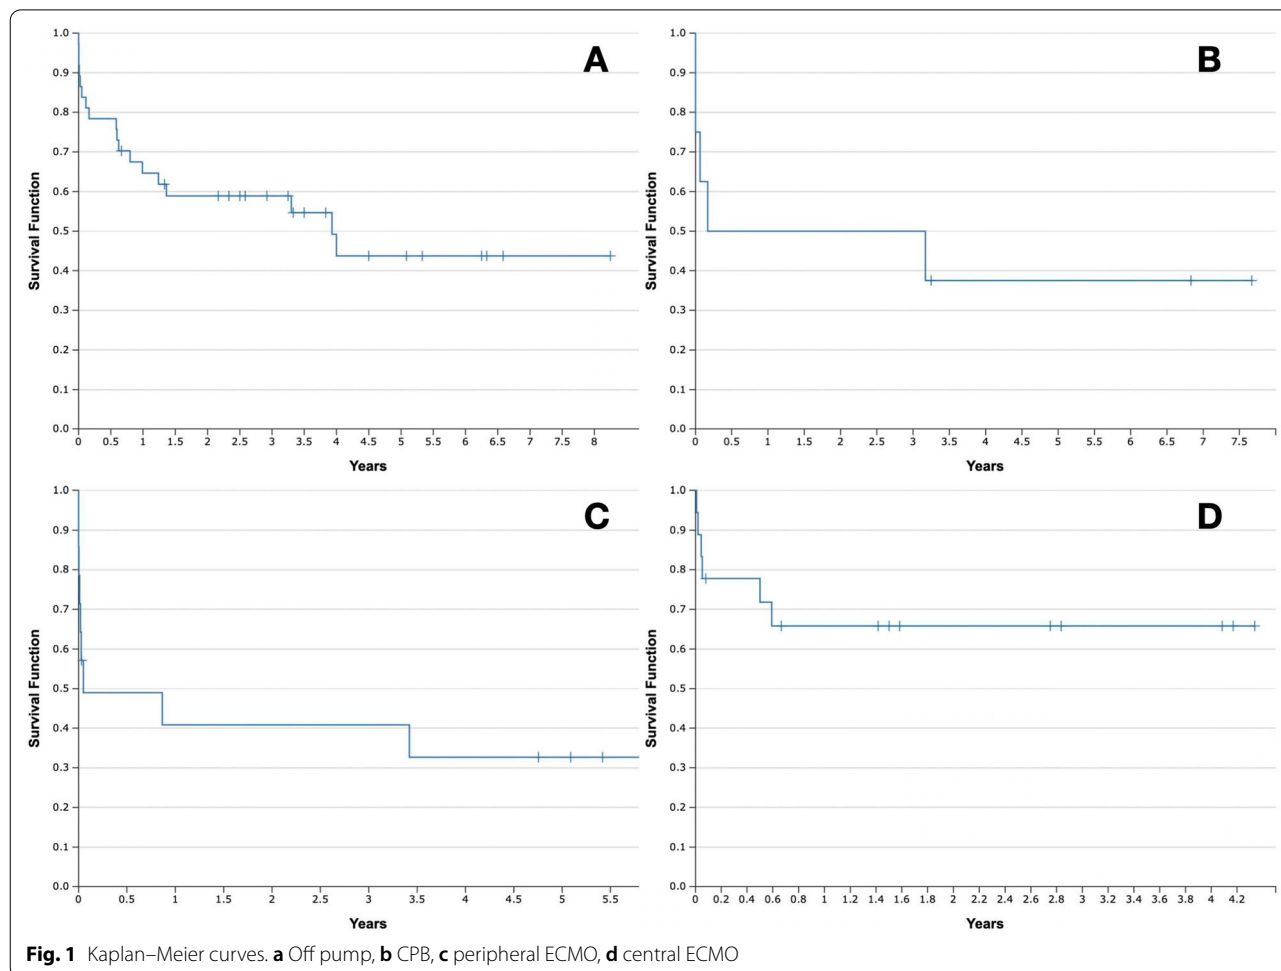 A
1.0
0.9
0.8
0.7
0.6
0.5
0.4
0.3
0.2
0.1
0.0
Survival Function
0 0.5 1 1.5 2 2.5 3 3.5 4 4.5 5 5.5 6 6.5 7 7.5 8
Years
B
1.0
0.9
0.8
0.7
0.6
0.5
0.4
0.3
0.2
0.1
0.0
Survival Function
0 0.5 1 1.5 2 2.5 3 3.5 4 4.5 5 5.5 6 6.5 7 7.5
Years
C
1.0
0.9
0.8
0.7
0.6
0.5
0.4
0.3
0.2
0.1
0.0
Survival Function
0 0.5 1 1.5 2 2.5 3 3.5 4 4.5 5 5.5
Years
D
1.0
0.9
0.8
0.7
0.6
0.5
0.4
0.3
0.2
0.1
0.0
Survival Function
0 0.2 0.4 0.6 0.8 1 1.2 1.4 1.6 1.8 2 2.2 2.4 2.6 2.8 3 3.2 3.4 3.6 3.8 4 4.2
Years
Fig. 1 Kaplan–Meier curves. a Off pump, b CPB, c peripheral ECMO, d central ECMO